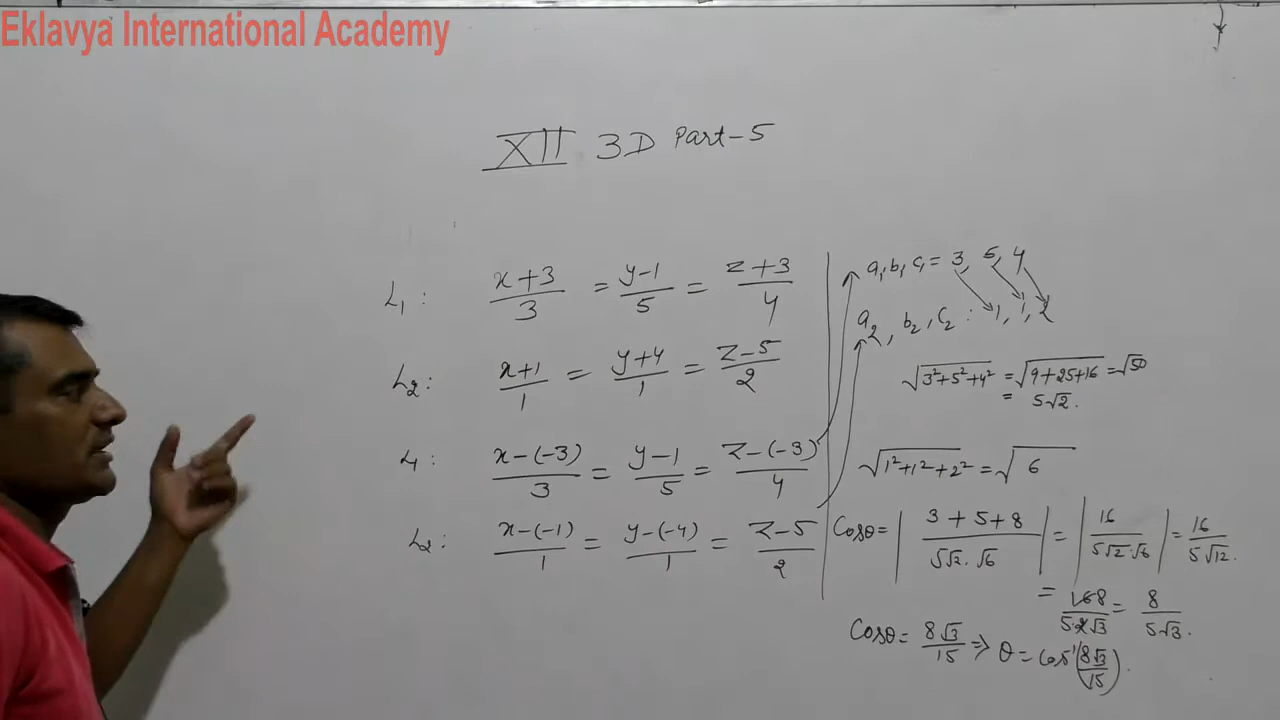 Eklavya International Academy
XII 3D Part-5
L₁: (x+3)/3 = (y-1)/5 = (z+3)/4
L₂: (x+1)/1 = (y+4)/1 = (z-5)/2
L₁: (x-(-3))/3 = (y-1)/5 = (z-(-3))/4
L₂: (x-(-1))/1 = (y-(-4))/1 = (z-5)/2
a₁ b₁ c₁ = 3, 5, 4
a₂, b₂, c₂ : 1, 1, 2
√(3²+5²+4²) = √(9+25+16) = √50
= 5√2.
√(1²+1²+2²) = √6
Cosθ = |(3+5+8)/(5√2·√6)| = |16/(5√2·√6)| = 16/(5√12).
= 16 8/(5·2√3) = 8/(5√3).
Cosθ = 8√3/15 ⇒ θ = cos⁻¹(8√3/15).